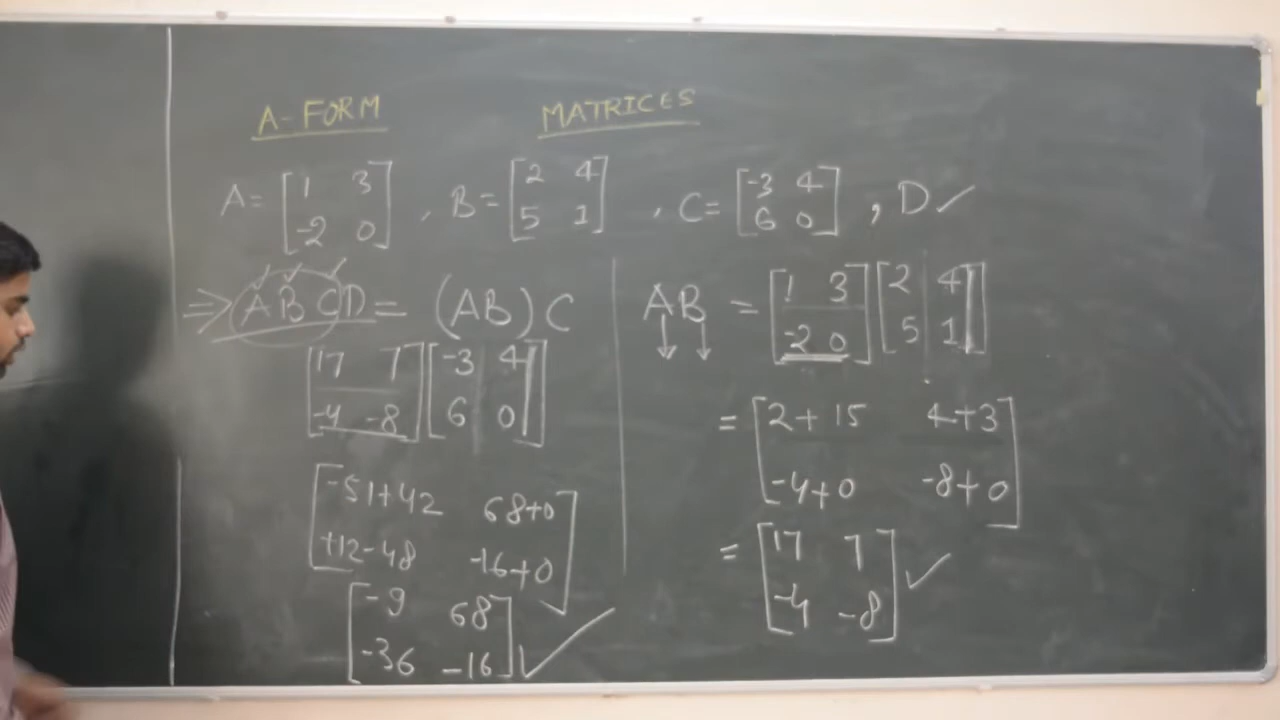 A-FORM MATRICES
A= [1 3 , B= [2 4 , C= [-3 4 , D✓
-2 0] 5 1] 6 0]
⇒ ABCD = (AB)C
[17 7 [-3 4
-4 -8] 6 0]
[-51+42 68+0
+12-48 -16+0]
[-9 68
-36 -16] ✓
AB = [1 3 [2 4
-2 0] 5 1]
= [2+15 4+3
-4+0 -8+0]
= [17 7
-4 -8] ✓